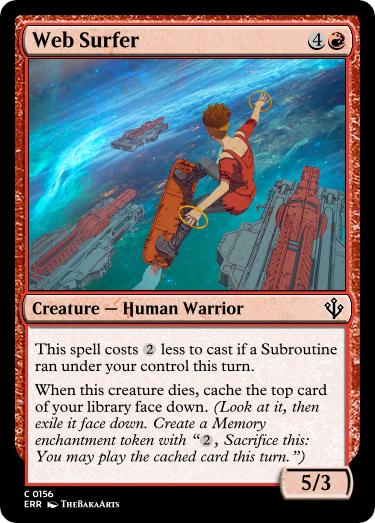 Web Surfer 4
Creature — Human Warrior
This spell costs 2 less to cast if a Subroutine
ran under your control this turn.
When this creature dies, cache the top card
of your library face down. (Look at it, then
exile it face down. Create a Memory
enchantment token with “2, Sacrifice this:
You may play the cached card this turn.”)
5/3
C 0156
ERR TheBakaArts